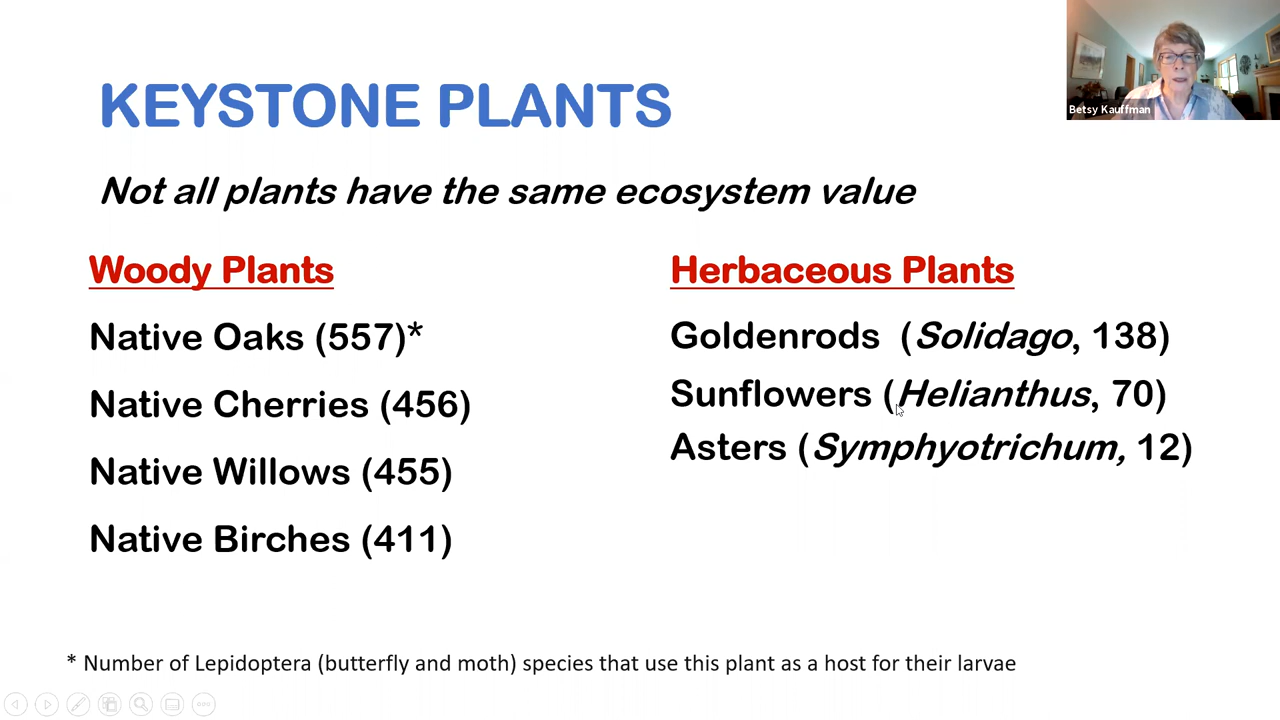 Betsy Kauffman
KEYSTONE PLANTS
Not all plants have the same ecosystem value
Woody Plants
Native Oaks (557)*
Native Cherries (456)
Native Willows (455)
Native Birches (411)
Herbaceous Plants
Goldenrods (Solidago, 138)
Sunflowers (Helianthus, 70)
Asters (Symphyotrichum, 12)
* Number of Lepidoptera (butterfly and moth) species that use this plant as a host for their larvae